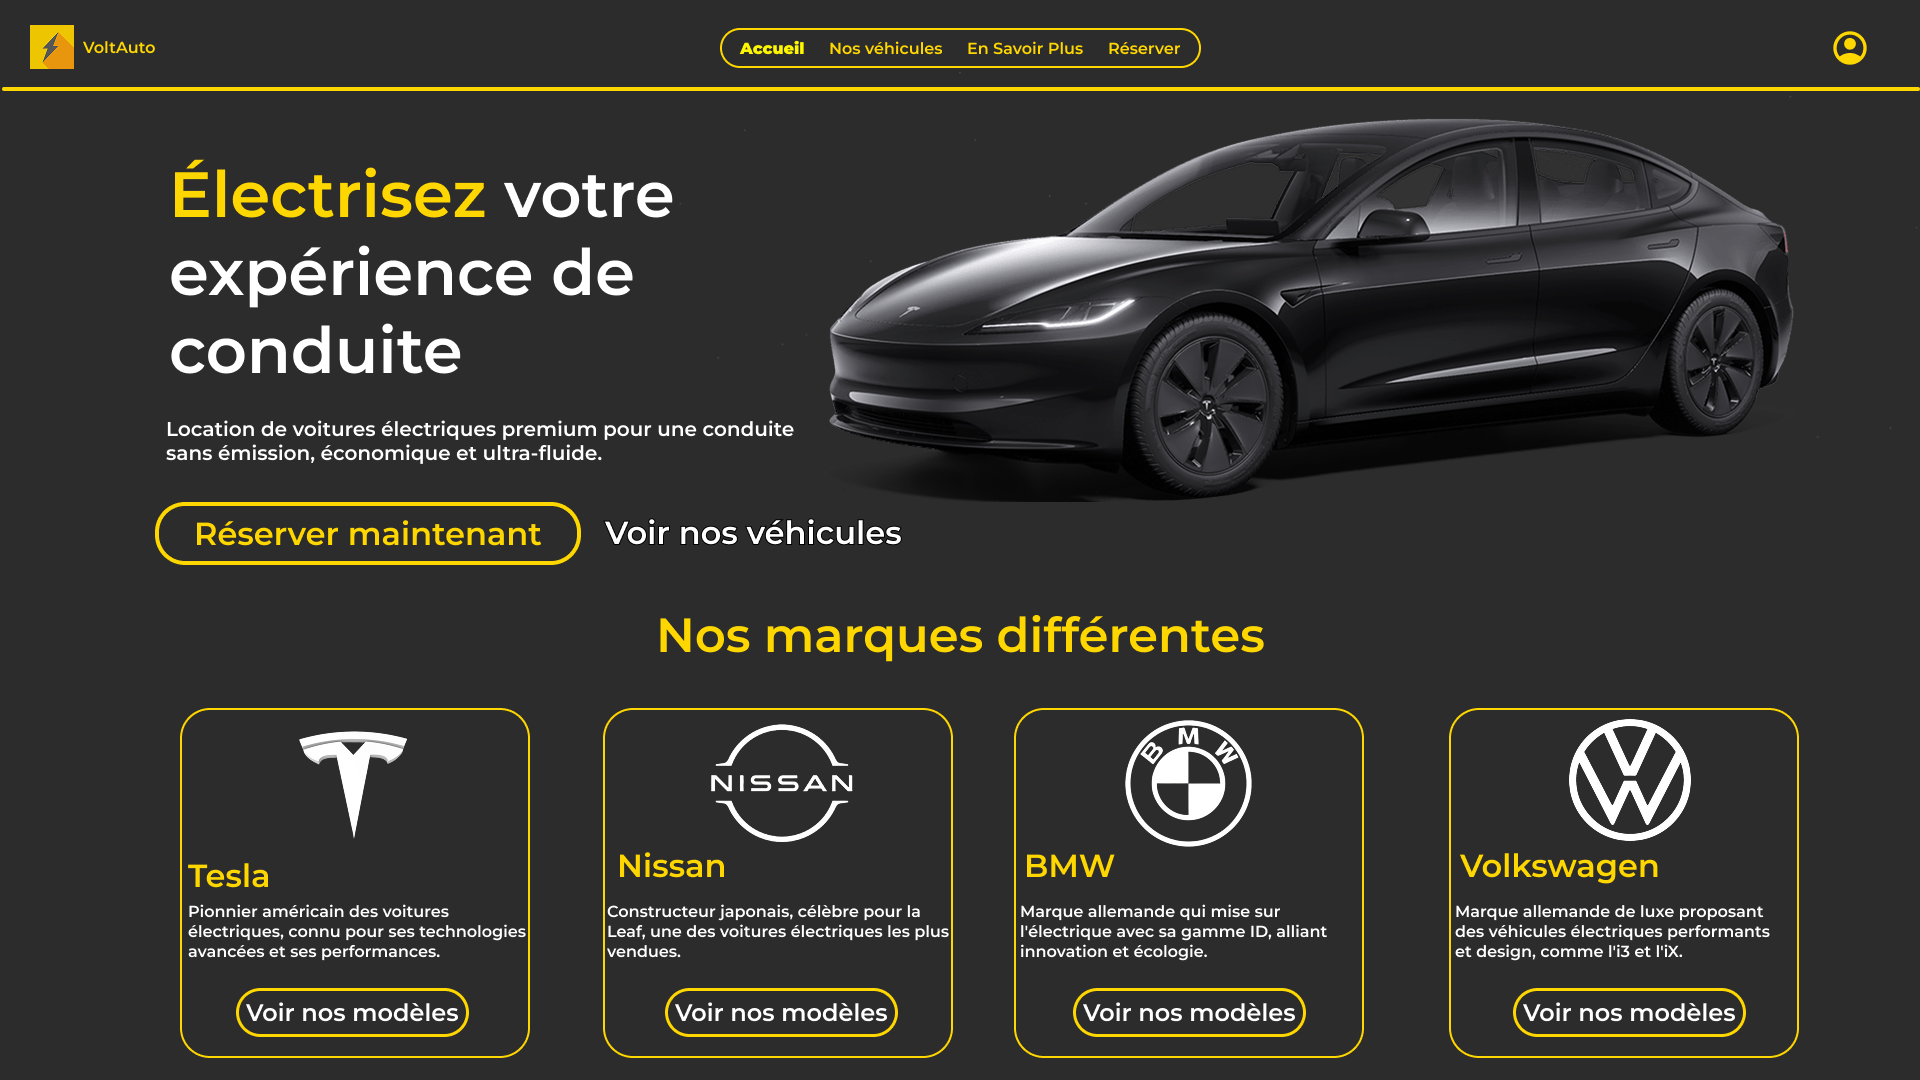 VoltAuto
Accueil Nos véhicules En Savoir Plus Réserver
Électrisez votre
expérience de
conduite
Location de voitures électriques premium pour une conduite
sans émission, économique et ultra-fluide.
Réserver maintenant
Voir nos véhicules
Nos marques différentes
Tesla
Pionnier américain des voitures
électriques, connu pour ses technologies
avancées et ses performances.
Voir nos modèles
NISSAN
Nissan
Constructeur japonais, célèbre pour la
Leaf, une des voitures électriques les plus
vendues.
Voir nos modèles
BMW
BMW
Marque allemande qui mise sur
l'électrique avec sa gamme ID, alliant
innovation et écologie.
Voir nos modèles
Volkswagen
Marque allemande de luxe proposant
des véhicules électriques performants
et design, comme l'i3 et l'iX.
Voir nos modèles